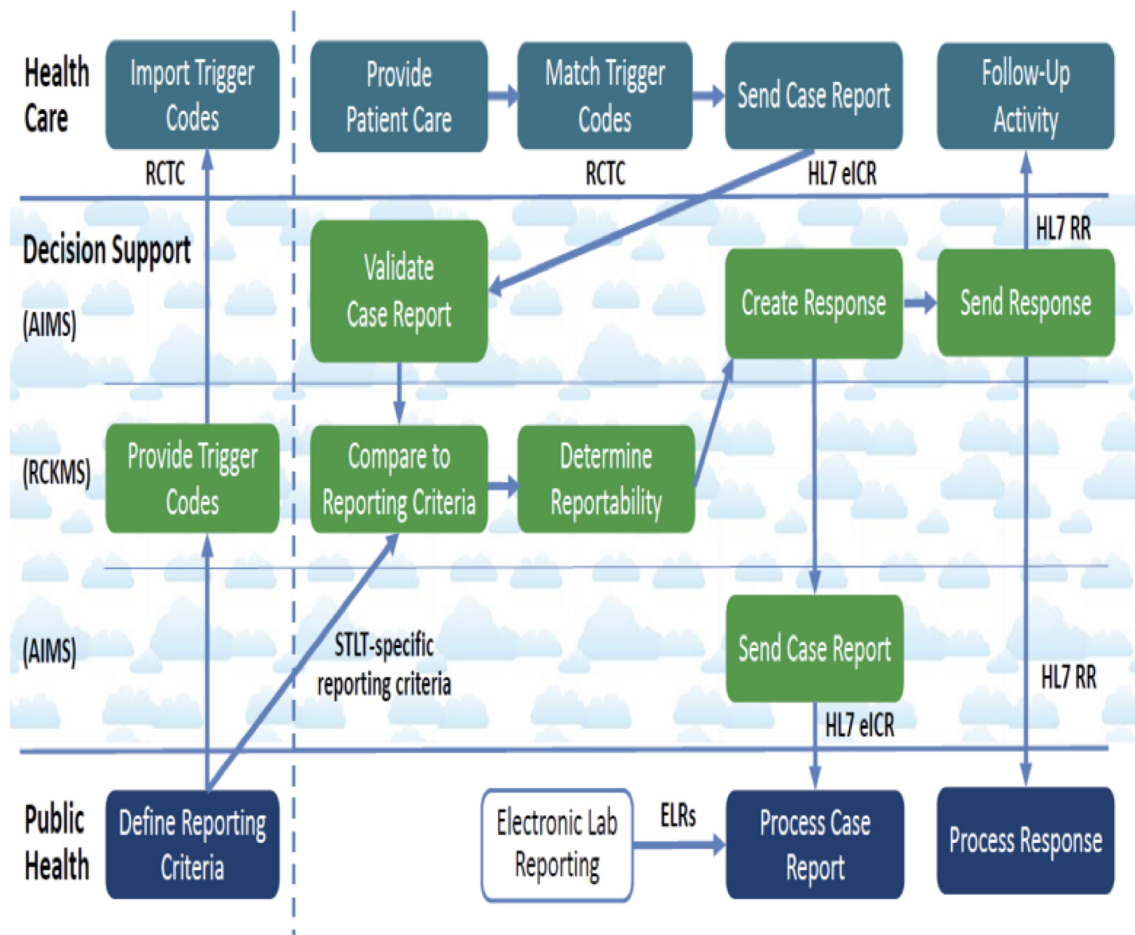 Health
Care
Import Trigger
Codes
Provide
Patient Care
Match Trigger
Codes
Send Case Report
Follow-Up
Activity
RCTC
RCTC
HL7 eICR
HL7 RR
Decision Support
(AIMS)
Validate
Case Report
Create Response
Send Response
(RCKMS)
Provide Trigger
Codes
Compare to
Reporting Criteria
Determine
Reportability
(AIMS)
STLT-specific
reporting criteria
Send Case Report
HL7 RR
HL7 eICR
Public
Health
Define Reporting
Criteria
Electronic Lab
Reporting
ELRs
Process Case
Report
Process Response